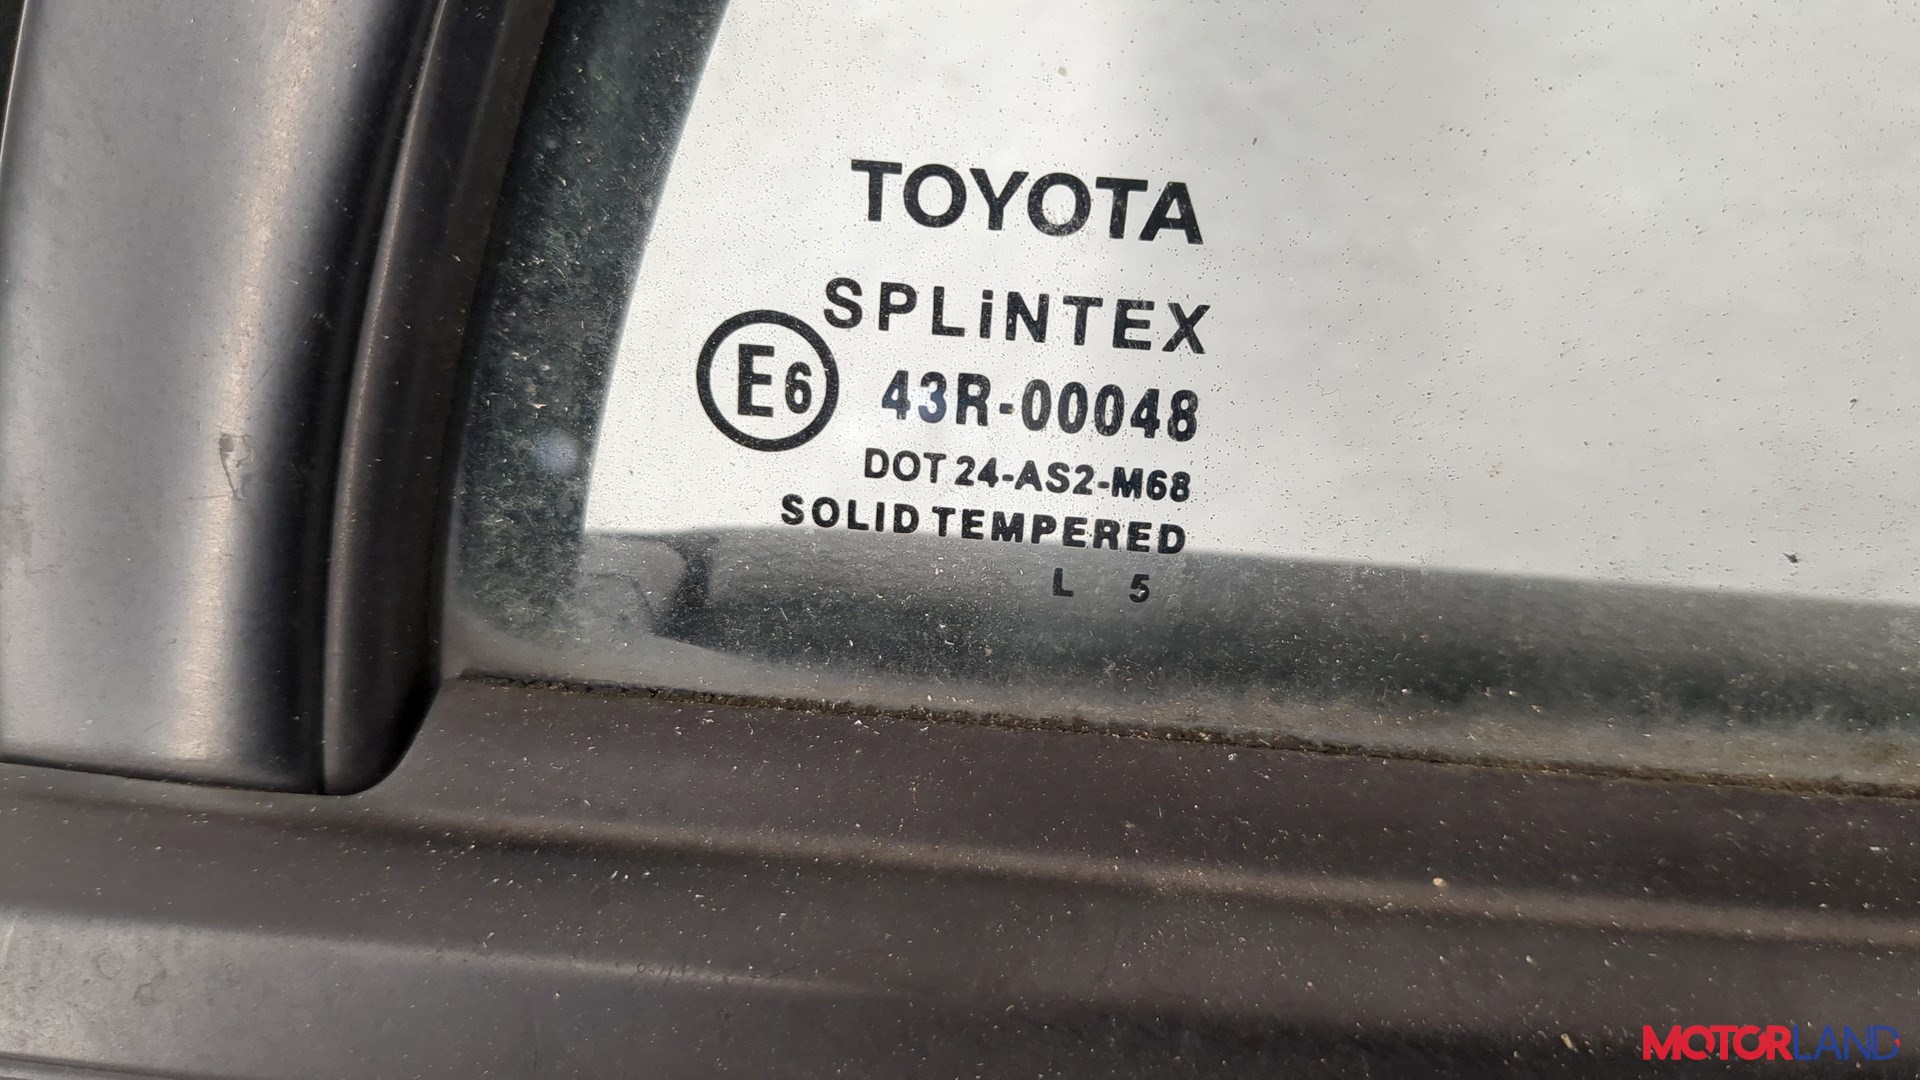 TOYOTA
SPLiNTEX
E6 43R-00048
DOT 24-AS2-M68
SOLID TEMPERED
L 5
MOTORLAND